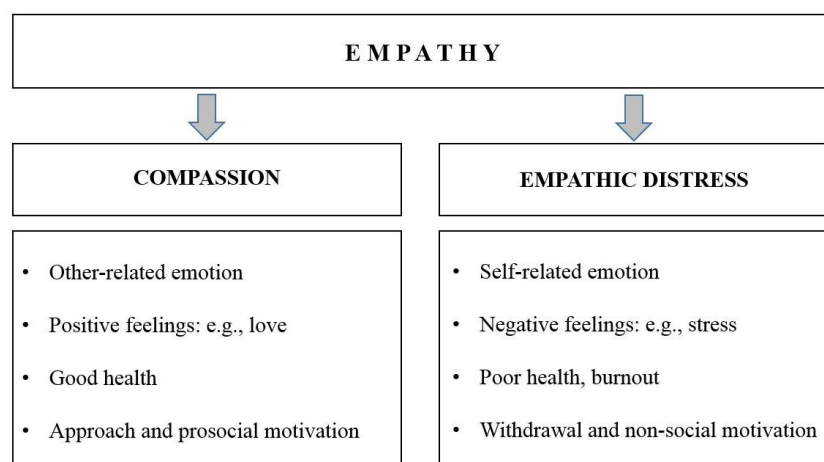 EMPATHY
COMPASSION
• Other-related emotion
• Positive feelings: e.g., love
• Good health
• Approach and prosocial motivation
EMPATHIC DISTRESS
• Self-related emotion
• Negative feelings: e.g., stress
• Poor health, burnout
• Withdrawal and non-social motivation